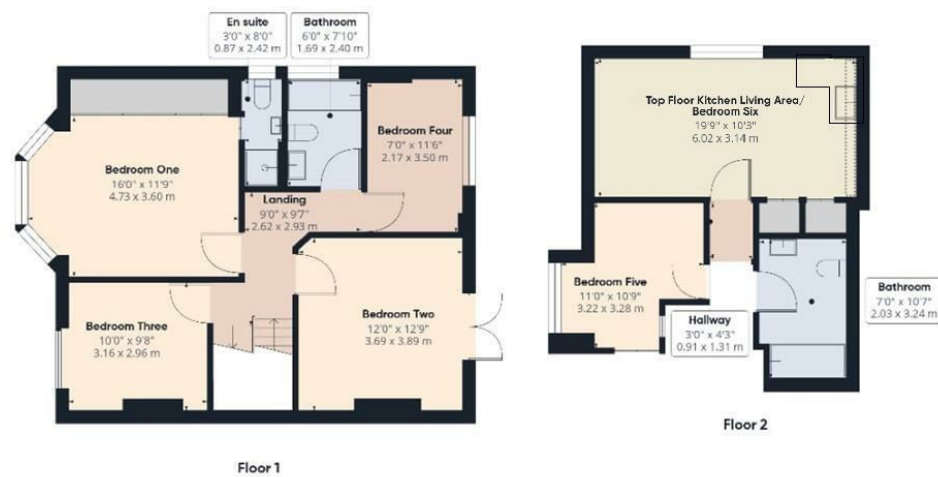 En suite
3'0" x 8'0"
0.87 x 2.42 m
Bathroom
6'0" x 7'10"
1.69 x 2.40 m
Bedroom Four
7'0" x 11'6"
2.17 x 3.50 m
Bedroom One
16'0" x 11'9"
4.73 x 3.60 m
Landing
9'0" x 9'7"
2.62 x 2.93 m
Bedroom Three
10'0" x 9'8"
3.16 x 2.96 m
Bedroom Two
12'0" x 12'9"
3.69 x 3.89 m
Floor 1
Top Floor Kitchen Living Area/
Bedroom Six
19'9" x 10'3"
6.02 x 3.14 m
Bedroom Five
11'0" x 10'9"
3.22 x 3.28 m
Hallway
3'0" x 4'3"
0.91 x 1.31 m
Bathroom
7'0" x 10'7"
2.03 x 3.24 m
Floor 2